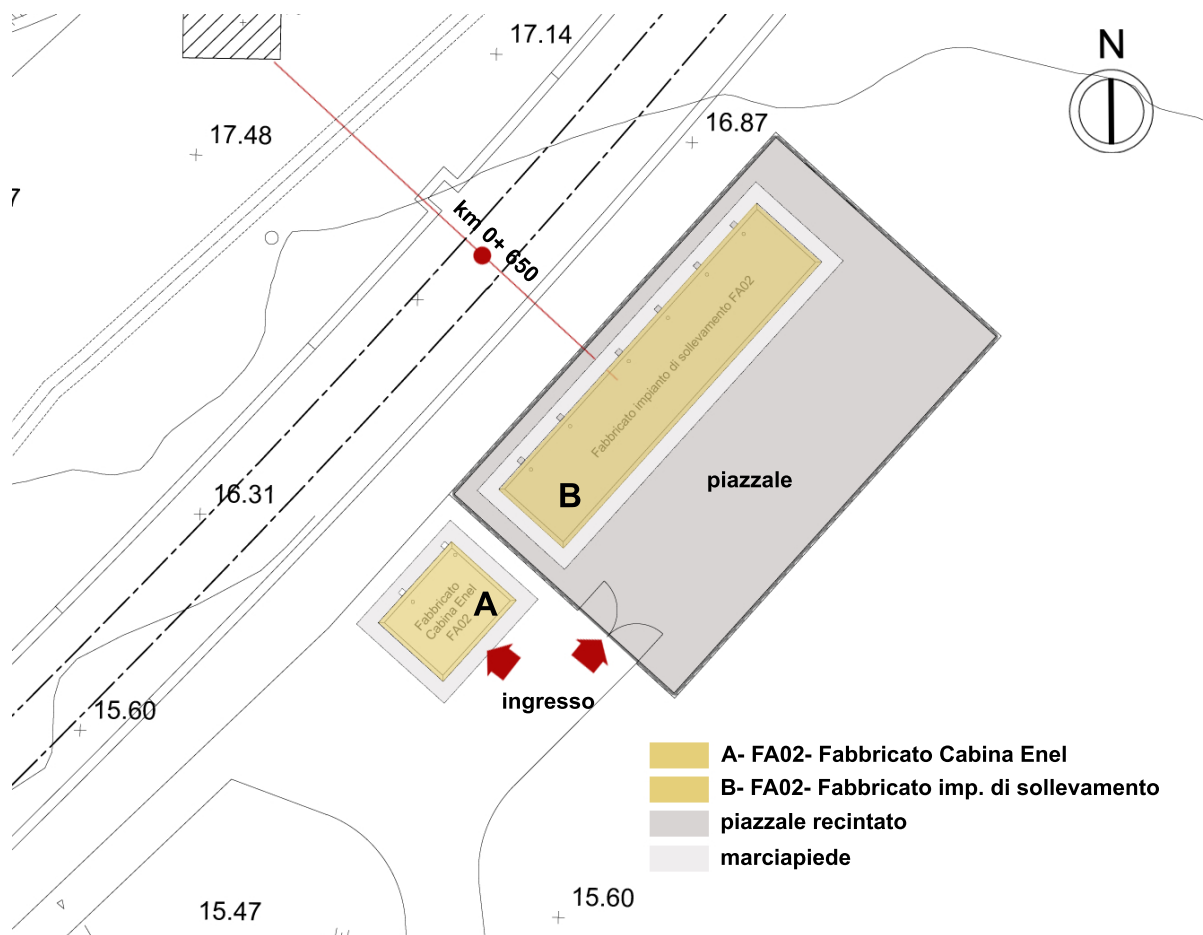 17.14
N
16.87
17.48
7
km 0+ 650
Fabbricato impianto di sollevamento FA02
piazzale
B
16.31
Fabbricato
Cabina Enel
FA02
A
ingresso
15.60
A- FA02- Fabbricato Cabina Enel
B- FA02- Fabbricato imp. di sollevamento
piazzale recintato
marciapiede
15.60
15.47